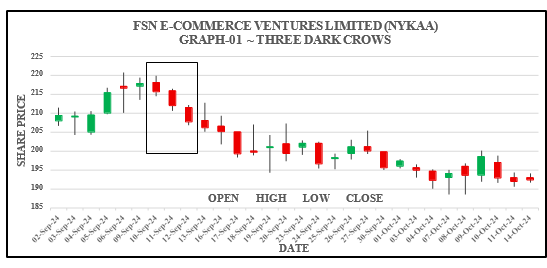 FSN E-COMMERCE VENTURES LIMITED (NYKAA)
GRAPH-01 ~ THREE DARK CROWS
SHARE PRICE
225
220
215
210
205
200
195
190
185
OPEN HIGH LOW CLOSE
02-Sep-24
03-Sep-24
04-Sep-24
05-Sep-24
06-Sep-24
09-Sep-24
10-Sep-24
11-Sep-24
12-Sep-24
13-Sep-24
16-Sep-24
17-Sep-24
18-Sep-24
19-Sep-24
20-Sep-24
23-Sep-24
24-Sep-24
25-Sep-24
26-Sep-24
27-Sep-24
30-Sep-24
01-Oct-24
03-Oct-24
04-Oct-24
07-Oct-24
08-Oct-24
09-Oct-24
10-Oct-24
11-Oct-24
14-Oct-24
DATE